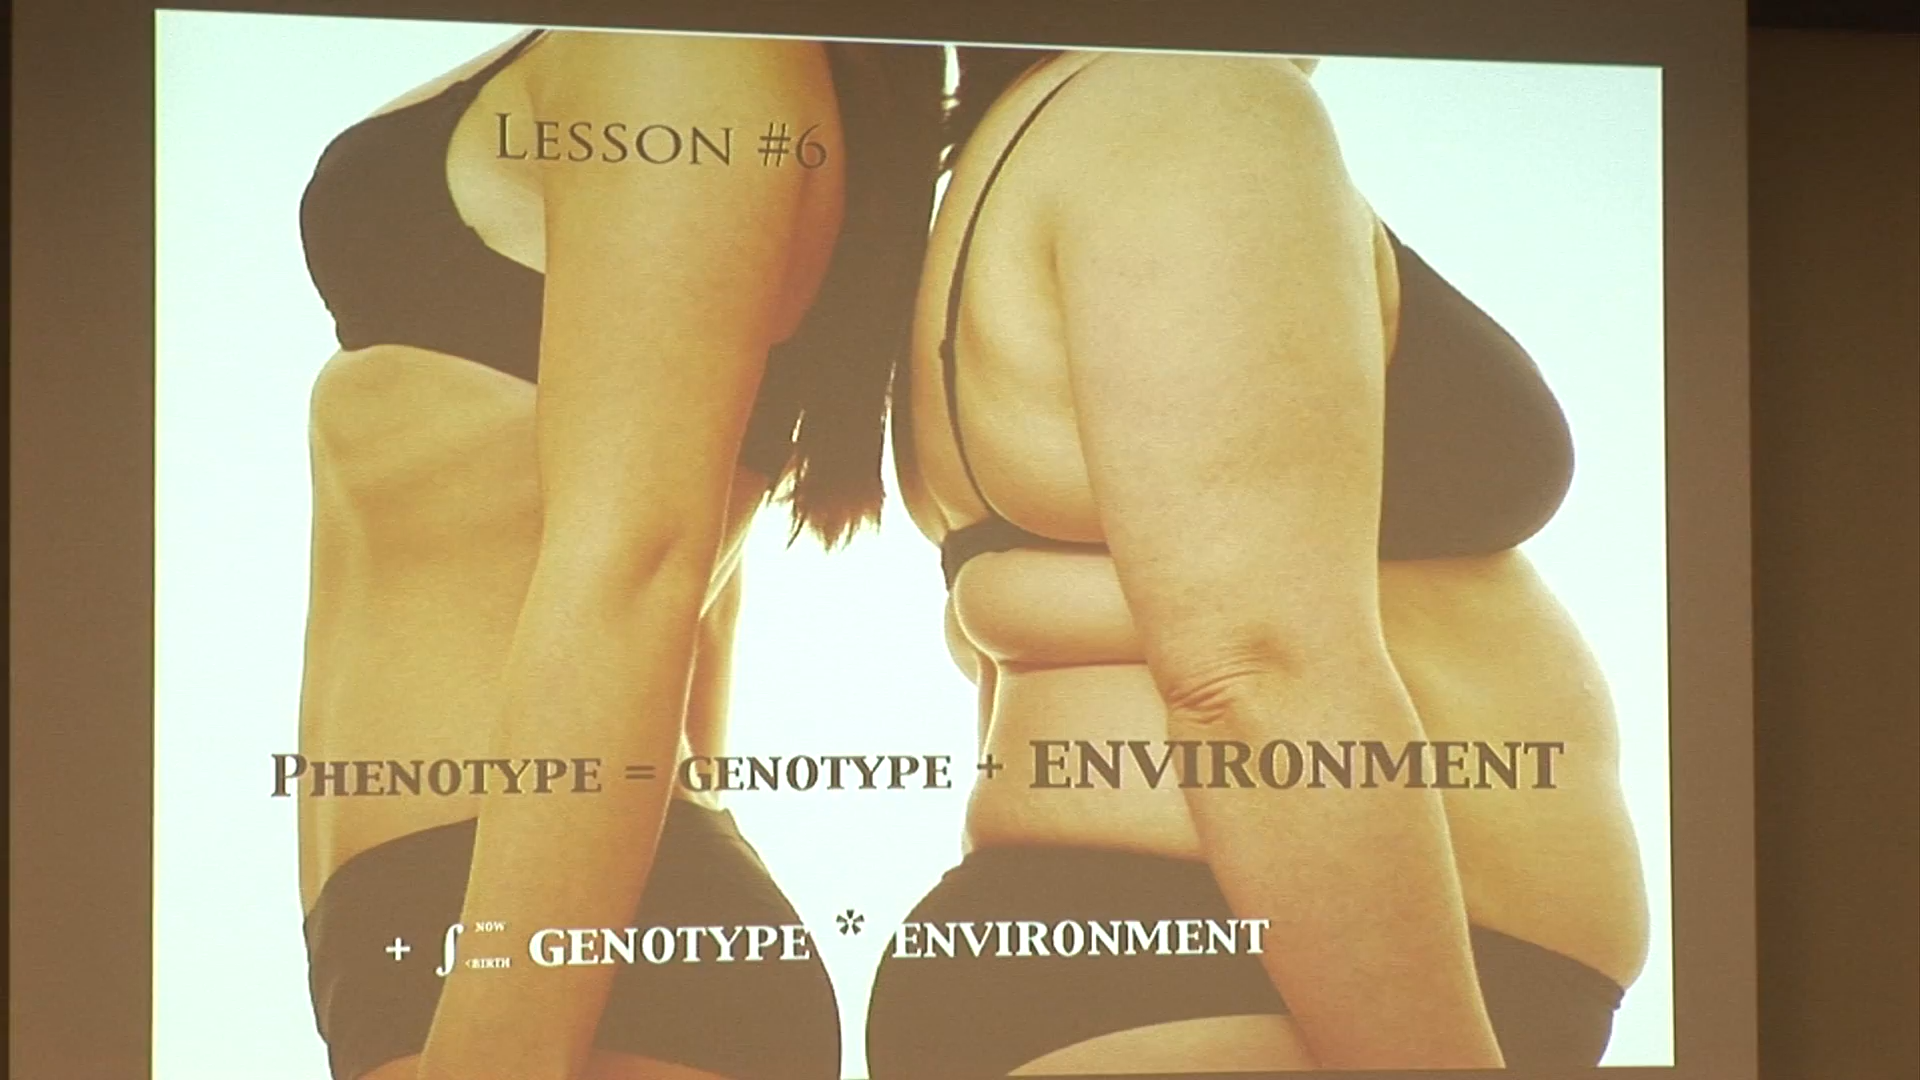 LESSON #6
PHENOTYPE = GENOTYPE + ENVIRONMENT
+ ∫ NOW <BIRTH GENOTYPE * ENVIRONMENT